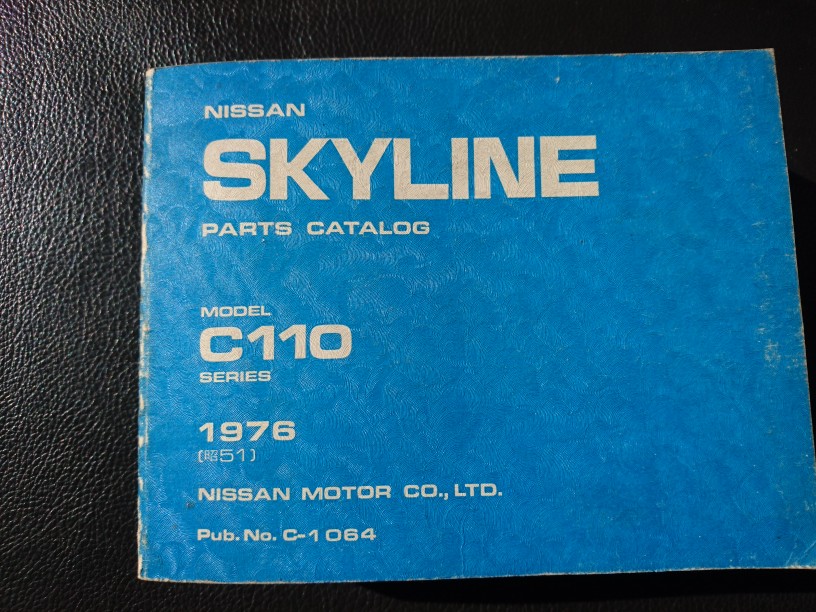 NISSAN
SKYLINE
PARTS CATALOG
MODEL
C110
SERIES
1976
(昭51)
NISSAN MOTOR CO., LTD.
Pub. No. C-1064